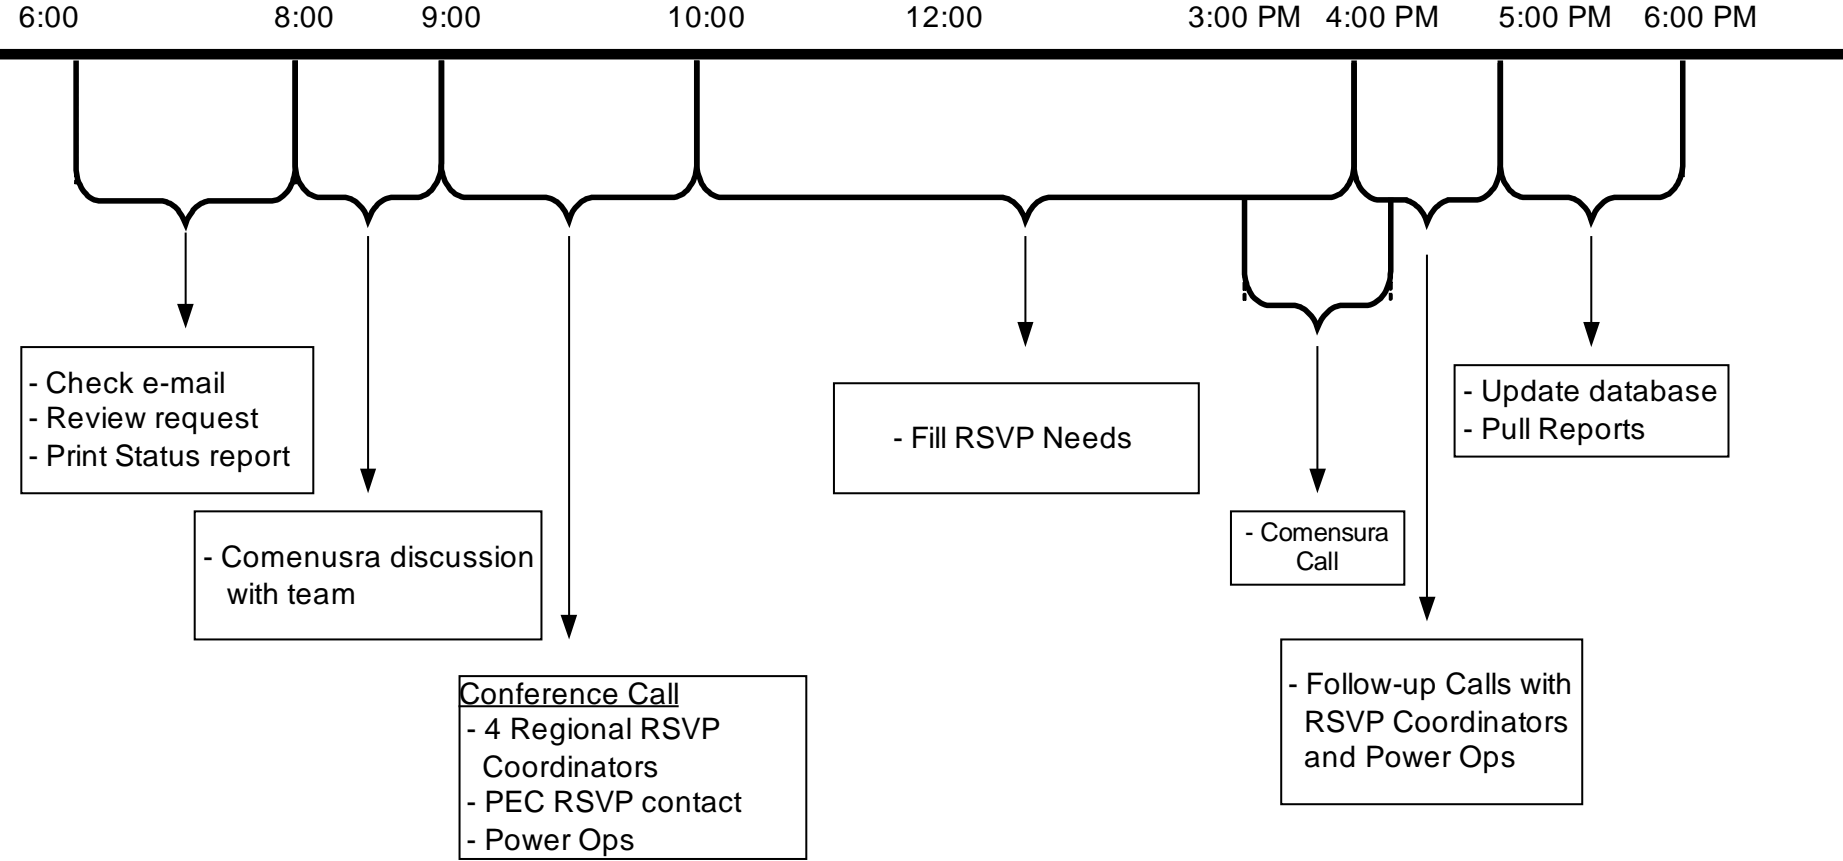 6:00 8:00 9:00 10:00 12:00 3:00 PM 4:00 PM 5:00 PM 6:00 PM
- Check e-mail
- Review request
- Print Status report
- Comenusra discussion
with team
Conference Call
- 4 Regional RSVP
Coordinators
- PEC RSVP contact
- Power Ops
- Fill RSVP Needs
- Comensura
Call
- Follow-up Calls with
RSVP Coordinators
and Power Ops
- Update database
- Pull Reports